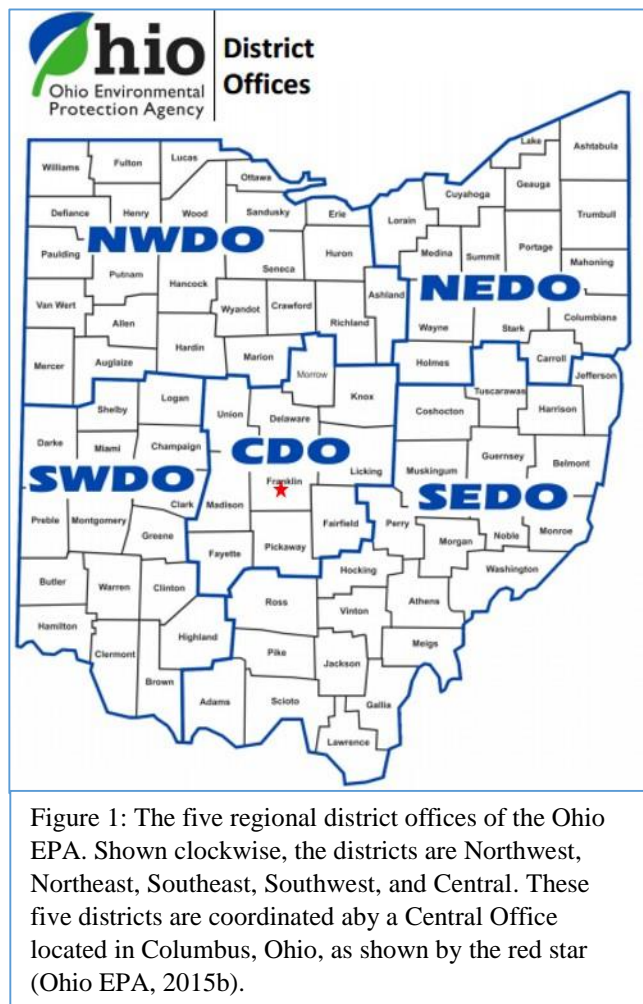 Ohio
Ohio Environmental
Protection Agency
District
Offices
Williams
Fulton
Lucas
Ottawa
Lake
Ashtabula
Geauga
Cuyahoga
Defiance
Henry
Wood
Sandusky
Erie
Lorain
Trumbull
NWDO
Paulding
Huron
Medina
Summit
Portage
Mahoning
Putnam
Seneca
NEDO
Hancock
Van Wert
Wyandot
Crawford
Ashland
Allen
Richland
Wayne
Stark
Columbiana
Mercer
Auglaize
Hardin
Marion
Morrow
Holmes
Carroll
Jefferson
Logan
Knox
Tuscarawas
Shelby
Union
Delaware
Coshocton
Harrison
Darke
Miami
Champaign
CDO
Guernsey
Belmont
SWDO
Licking
Muskingum
Franklin
SEDO
Clark
Madison
Preble
Montgomery
Fairfield
Perry
Noble
Monroe
Greene
Morgan
Fayette
Pickaway
Washington
Hocking
Butler
Warren
Clinton
Ross
Athens
Vinton
Hamilton
Highland
Meigs
Clermont
Pike
Jackson
Brown
Adams
Scioto
Gallia
Lawrence
Figure 1: The five regional district offices of the Ohio
EPA. Shown clockwise, the districts are Northwest,
Northeast, Southeast, Southwest, and Central. These
five districts are coordinated aby a Central Office
located in Columbus, Ohio, as shown by the red star
(Ohio EPA, 2015b).